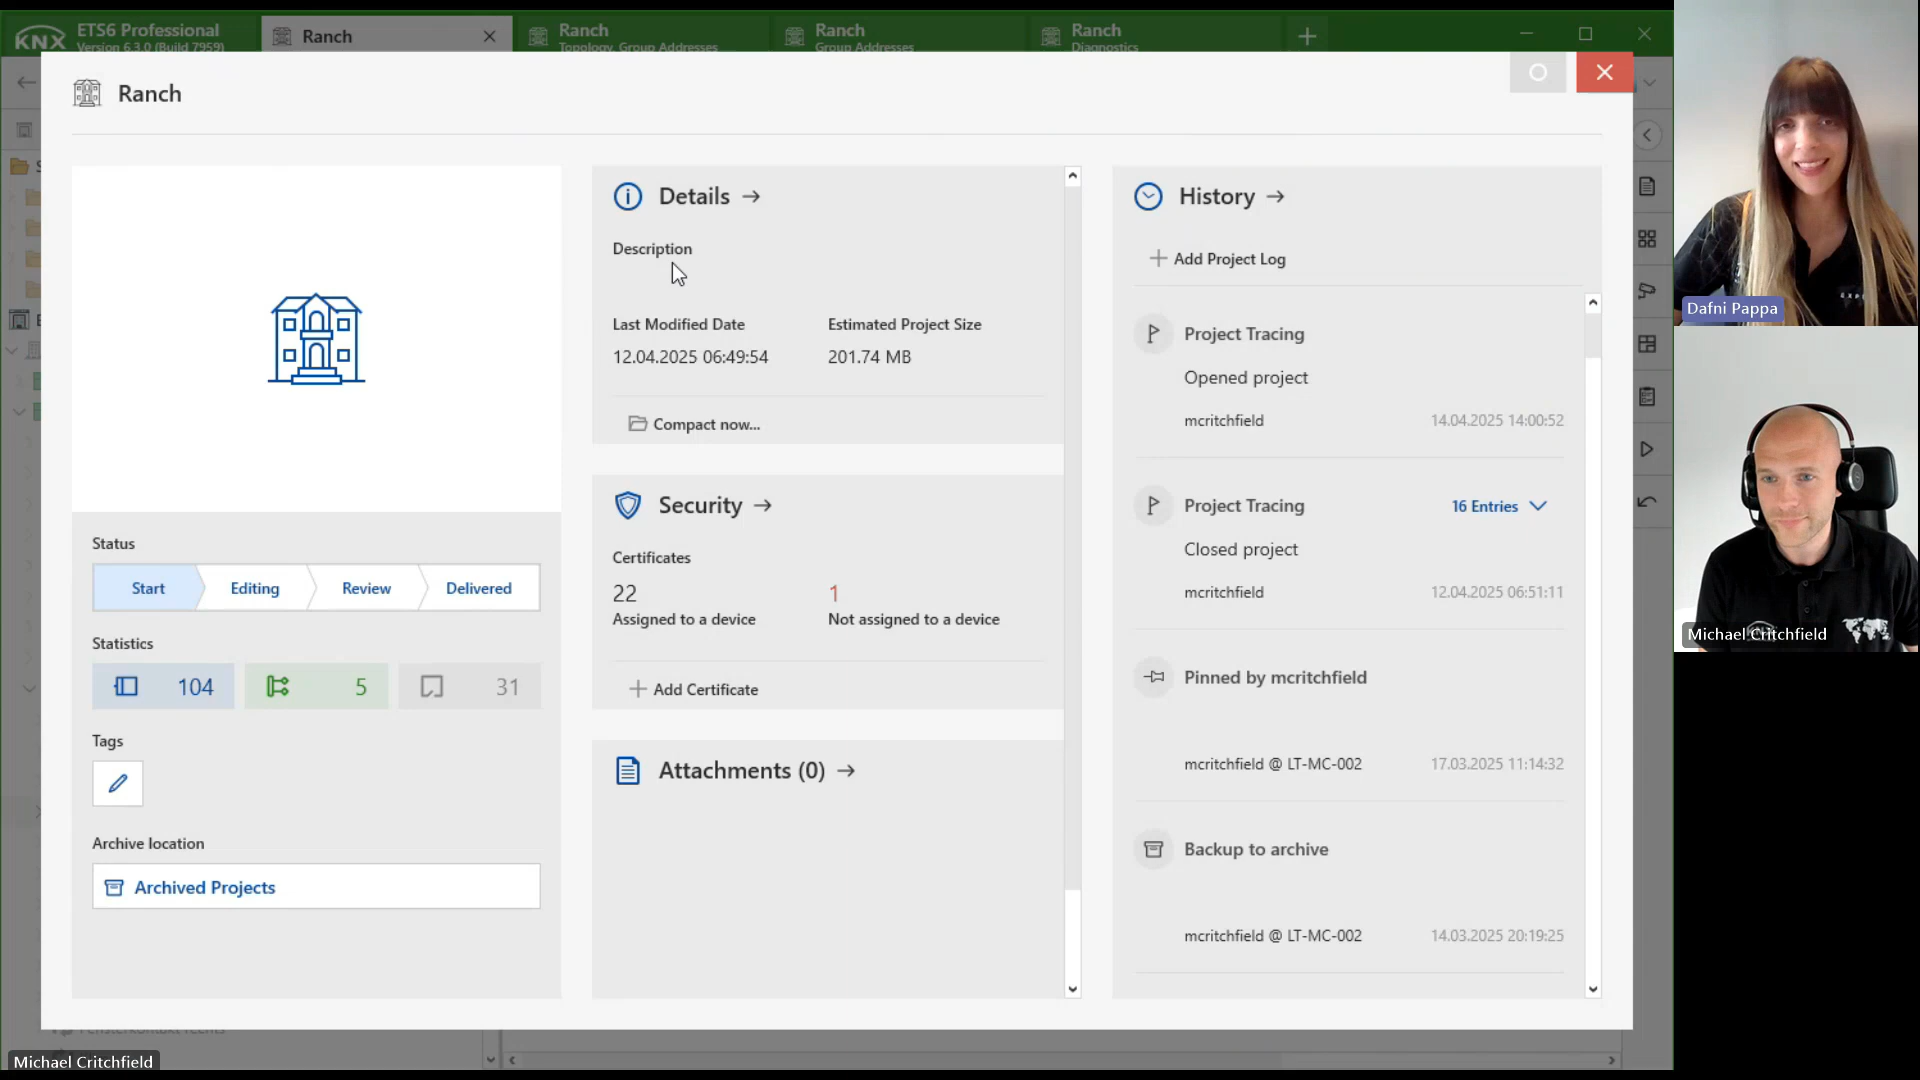 KNX
ETS6 Professional
Version 6.3.0 (Build 7959)
Ranch
Ranch
Topology, Group Addresses
Ranch
Group Addresses
Ranch
Diagnostics
Ranch
Details
Description
Last Modified Date
Estimated Project Size
12.04.2025 06:49:54
201.74 MB
Compact now...
Security
Certificates
22
1
Assigned to a device
Not assigned to a device
Add Certificate
Attachments (0)
Status
Start
Editing
Review
Delivered
Statistics
104
5
31
Tags
Archive location
Archived Projects
History
Add Project Log
Project Tracing
Opened project
mcritchfield
14.04.2025 14:00:52
Project Tracing
16 Entries
Closed project
mcritchfield
12.04.2025 06:51:11
Pinned by mcritchfield
mcritchfield @ LT-MC-002
17.03.2025 11:14:32
Backup to archive
mcritchfield @ LT-MC-002
14.03.2025 20:19:25
Dafni Pappa
Michael Critchfield
Michael Critchfield